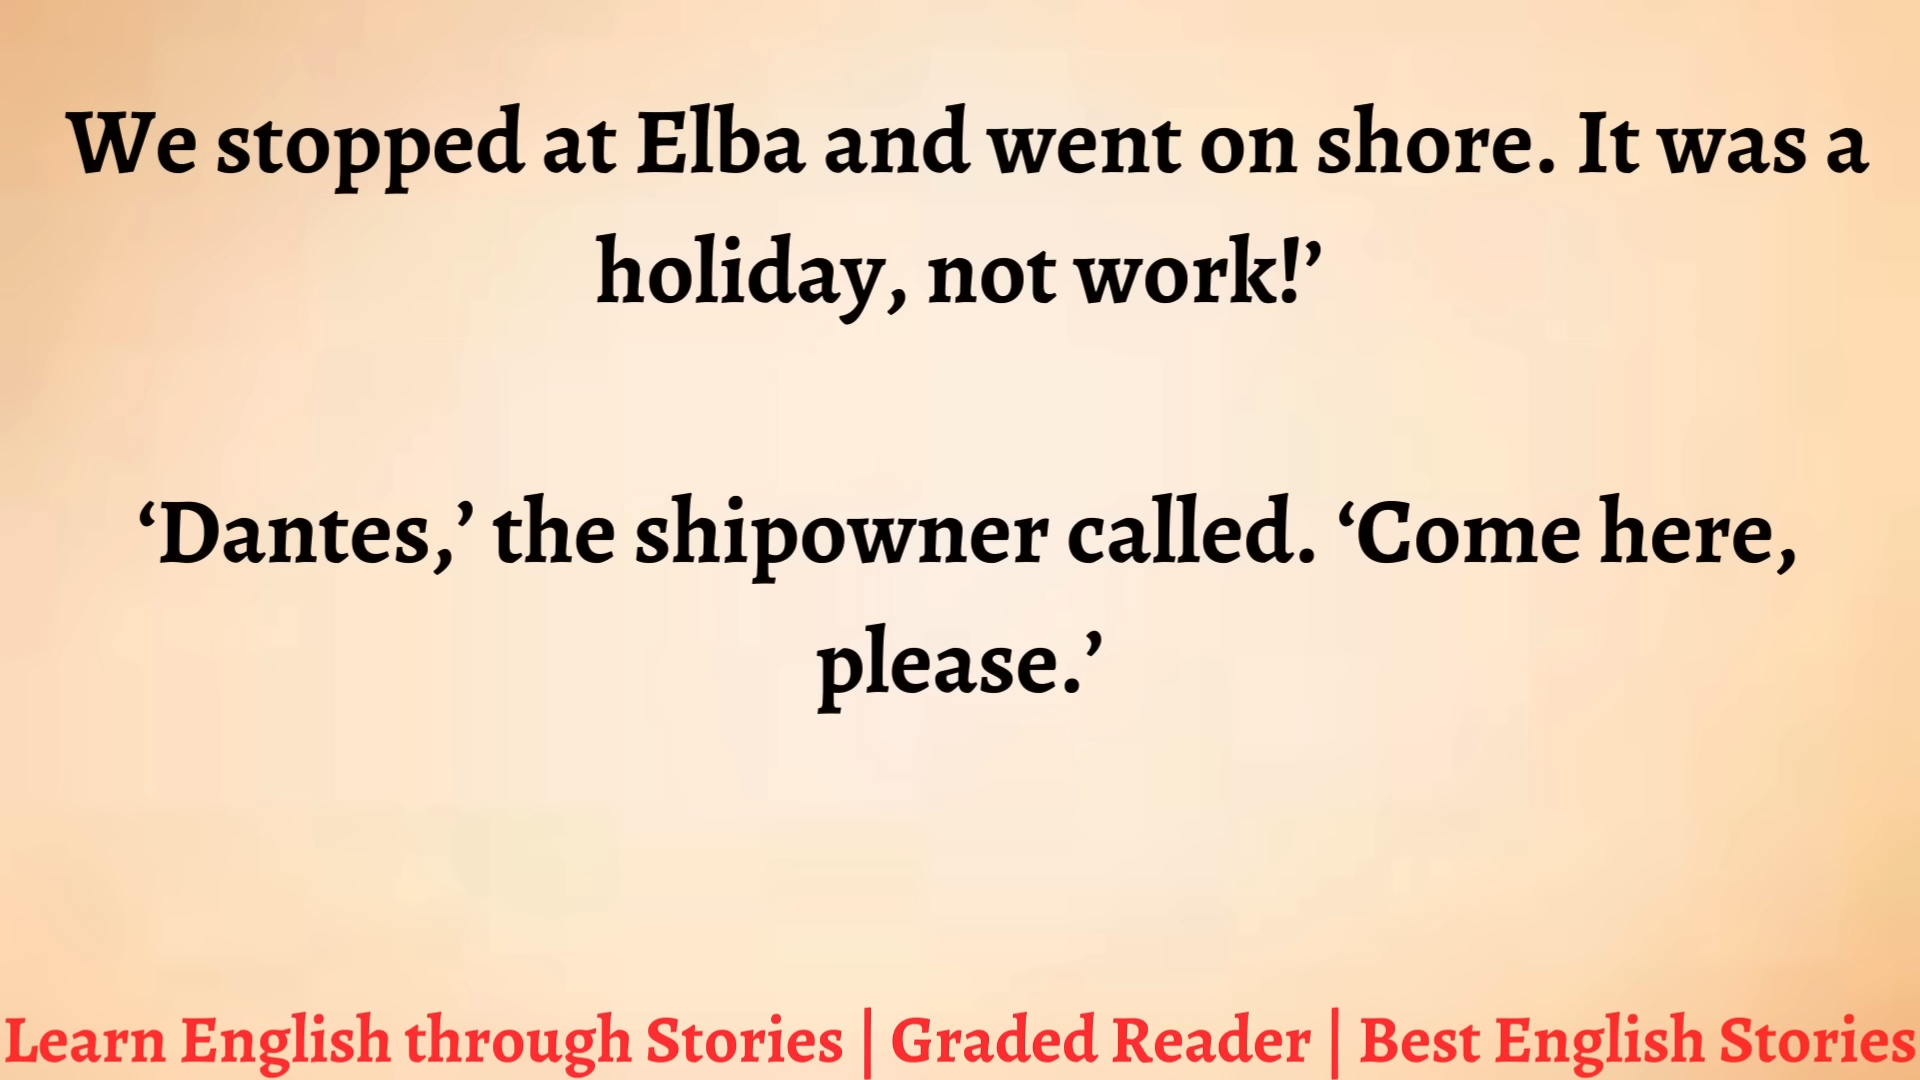 We stopped at Elba and went on shore. It was a
holiday, not work!’
‘Dantes,’ the shipowner called. ‘Come here,
please.’
Learn English through Stories | Graded Reader | Best English Stories